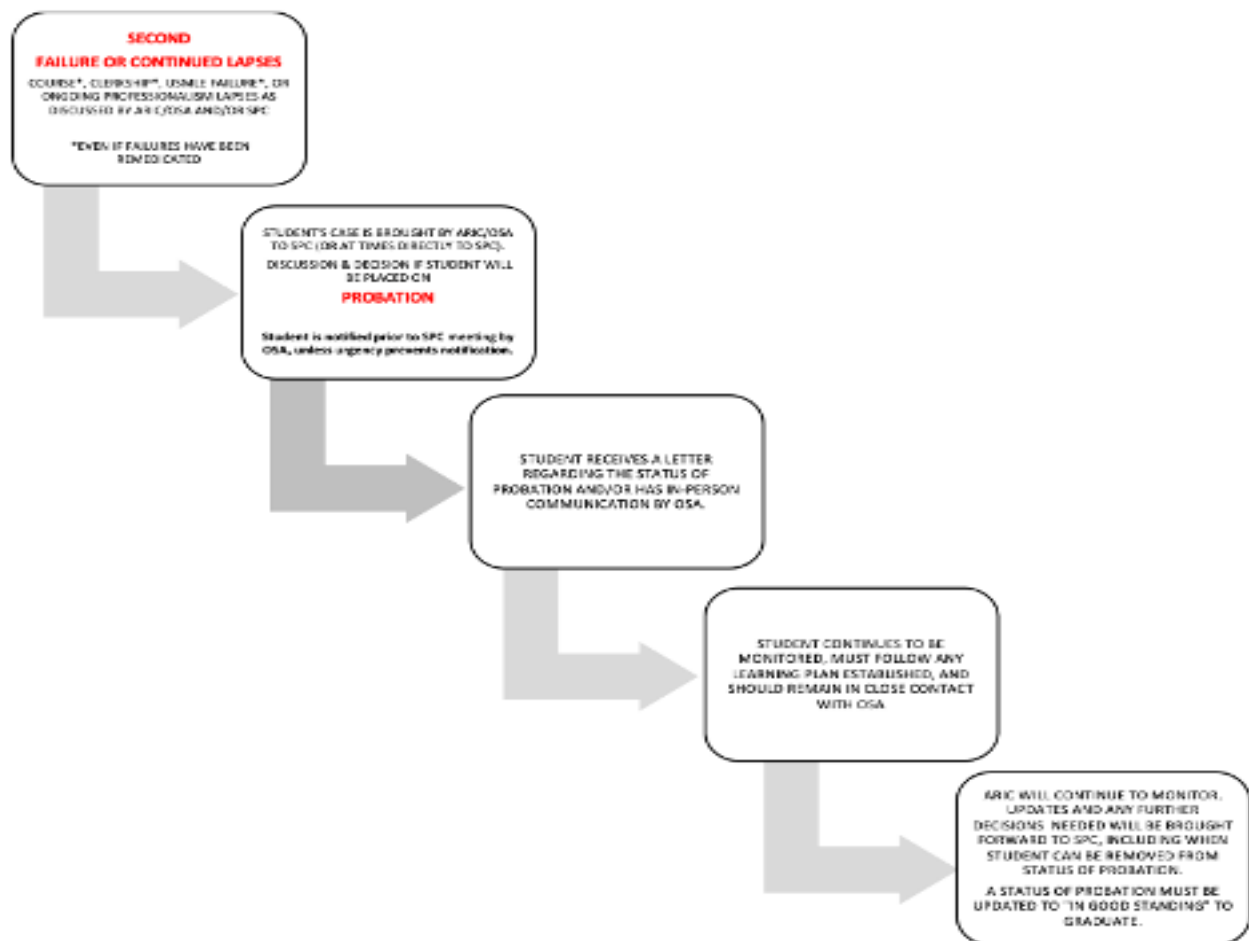 SECOND
FAILURE OR CONTINUED LAPSES
COURSE*, CLERKSHIP*, USMLE FAILURE*, OR
ONGOING PROFESSIONALISM LAPSES AS
DISCUSSED BY ARIC/OSA AND/OR SPC
*EVEN IF FAILURES HAVE BEEN
REMEDICATED
STUDENT'S CASE IS BROUGHT BY ARIC/OSA
TO SPC (OR AT TIMES DIRECTLY TO SPC).
DISCUSSION & DECISION IF STUDENT WILL
BE PLACED ON
PROBATION
Student is notified prior to SPC meeting by
OSA, unless urgency prevents notification.
STUDENT RECEIVES A LETTER
REGARDING THE STATUS OF
PROBATION AND/OR HAS IN-PERSON
COMMUNICATION BY OSA.
STUDENT CONTINUES TO BE
MONITORED, MUST FOLLOW ANY
LEARNING PLAN ESTABLISHED, AND
SHOULD REMAIN IN CLOSE CONTACT
WITH OSA
ARIC WILL CONTINUE TO MONITOR.
UPDATES AND ANY FURTHER
DECISIONS NEEDED WILL BE BROUGHT
FORWARD TO SPC, INCLUDING WHEN
STUDENT CAN BE REMOVED FROM
STATUS OF PROBATION.
A STATUS OF PROBATION MUST BE
UPDATED TO "IN GOOD STANDING" TO
GRADUATE.